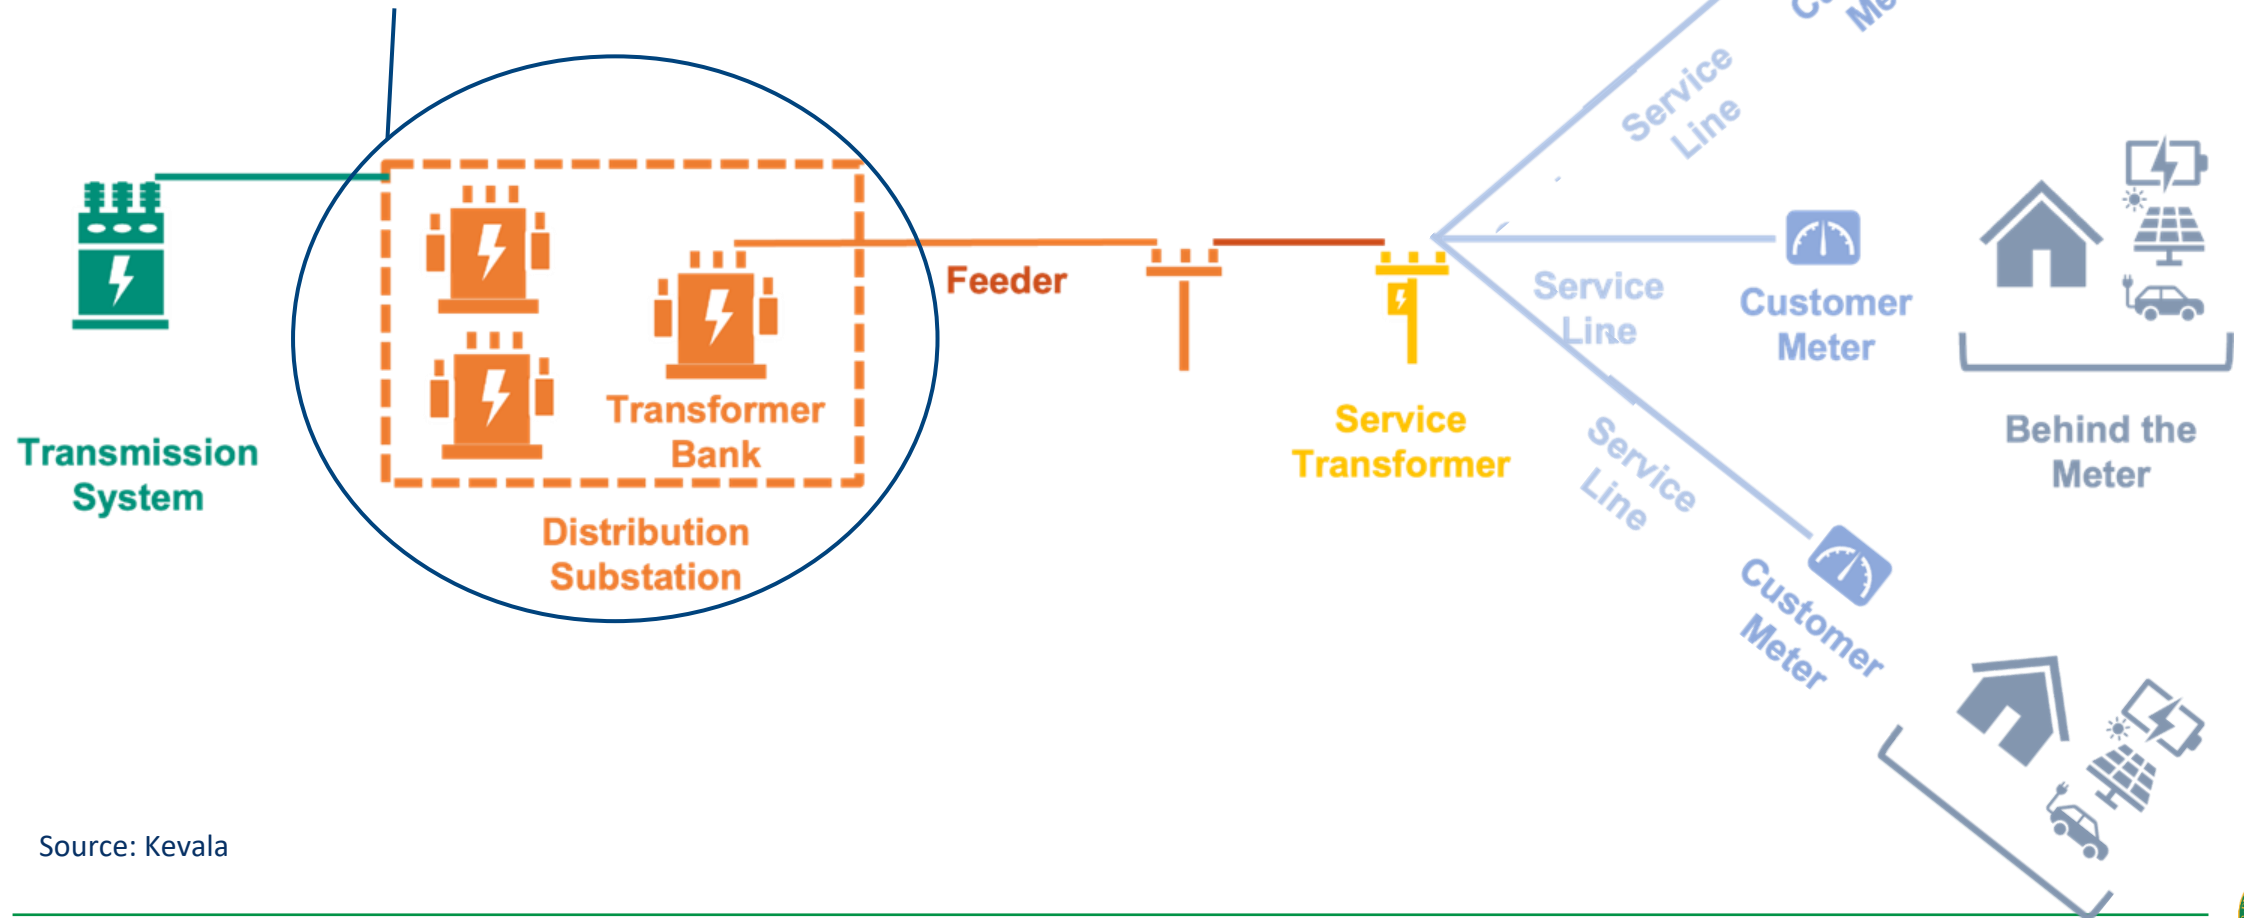 Service
Line
Feeder
Service
Line
Customer
Meter
Transformer
Bank
Service
Transformer
Behind the
Meter
Transmission
System
Service
Line
Distribution
Substation
Customer
Meter
Source: Kevala